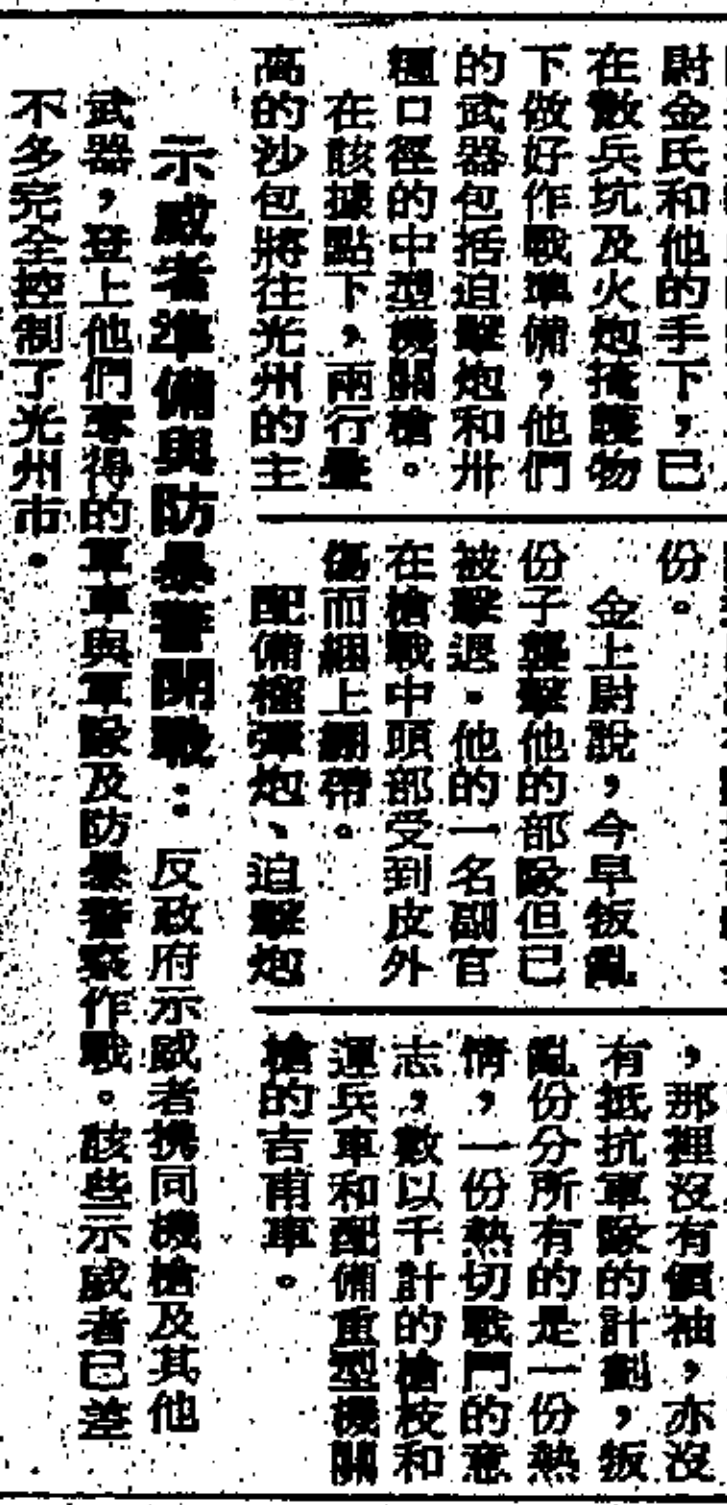 尉金氏和他的手下，已
在散兵坑及火炮掩護物
下做好作戰準備，他們
的武器包括迫擊炮和卅
種口徑的中型機關槍。
在該據點下，兩行疊
高的沙包將往光州的主
份。
金上尉說，今早叛亂
份子襲擊他的部隊但已
被擊退。他的一名副官
在槍戰中頭部受到皮外
傷而綑上綳帶。
配備榴彈炮、迫擊炮
，那裡沒有領袖，亦沒
有抵抗軍隊的計劃，叛
亂份分所有的是一份熱
情，一份熱切戰鬥的意
志，數以千計的槍枝和
運兵車和配備重型機關
槍的吉甫車。
示威者準備與防暴警開戰：反政府示威者携同機槍及其他
武器，登上他們奪得的軍車與軍隊及防暴警察作戰。該些示威者已差
不多完全控制了光州市。